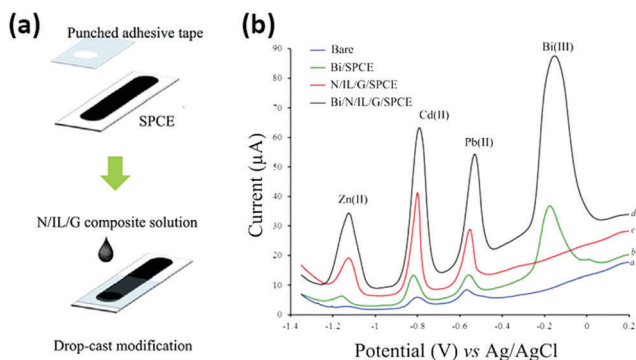 (a)
Punched adhesive tape
SPCE
N/IL/G composite solution
Drop-cast modification
(b)
Bare
Bi/SPCE
N/IL/G/SPCE
Bi/N/IL/G/SPCE
Zn(II)
Cd(II)
Pb(II)
Bi(III)
d
c
b
a
Current (μA)
90
80
70
60
50
40
30
20
10
0
-1.4
-1.2
-1
-0.8
-0.6
-0.4
-0.2
0
0.2
Potential (V) vs Ag/AgCl